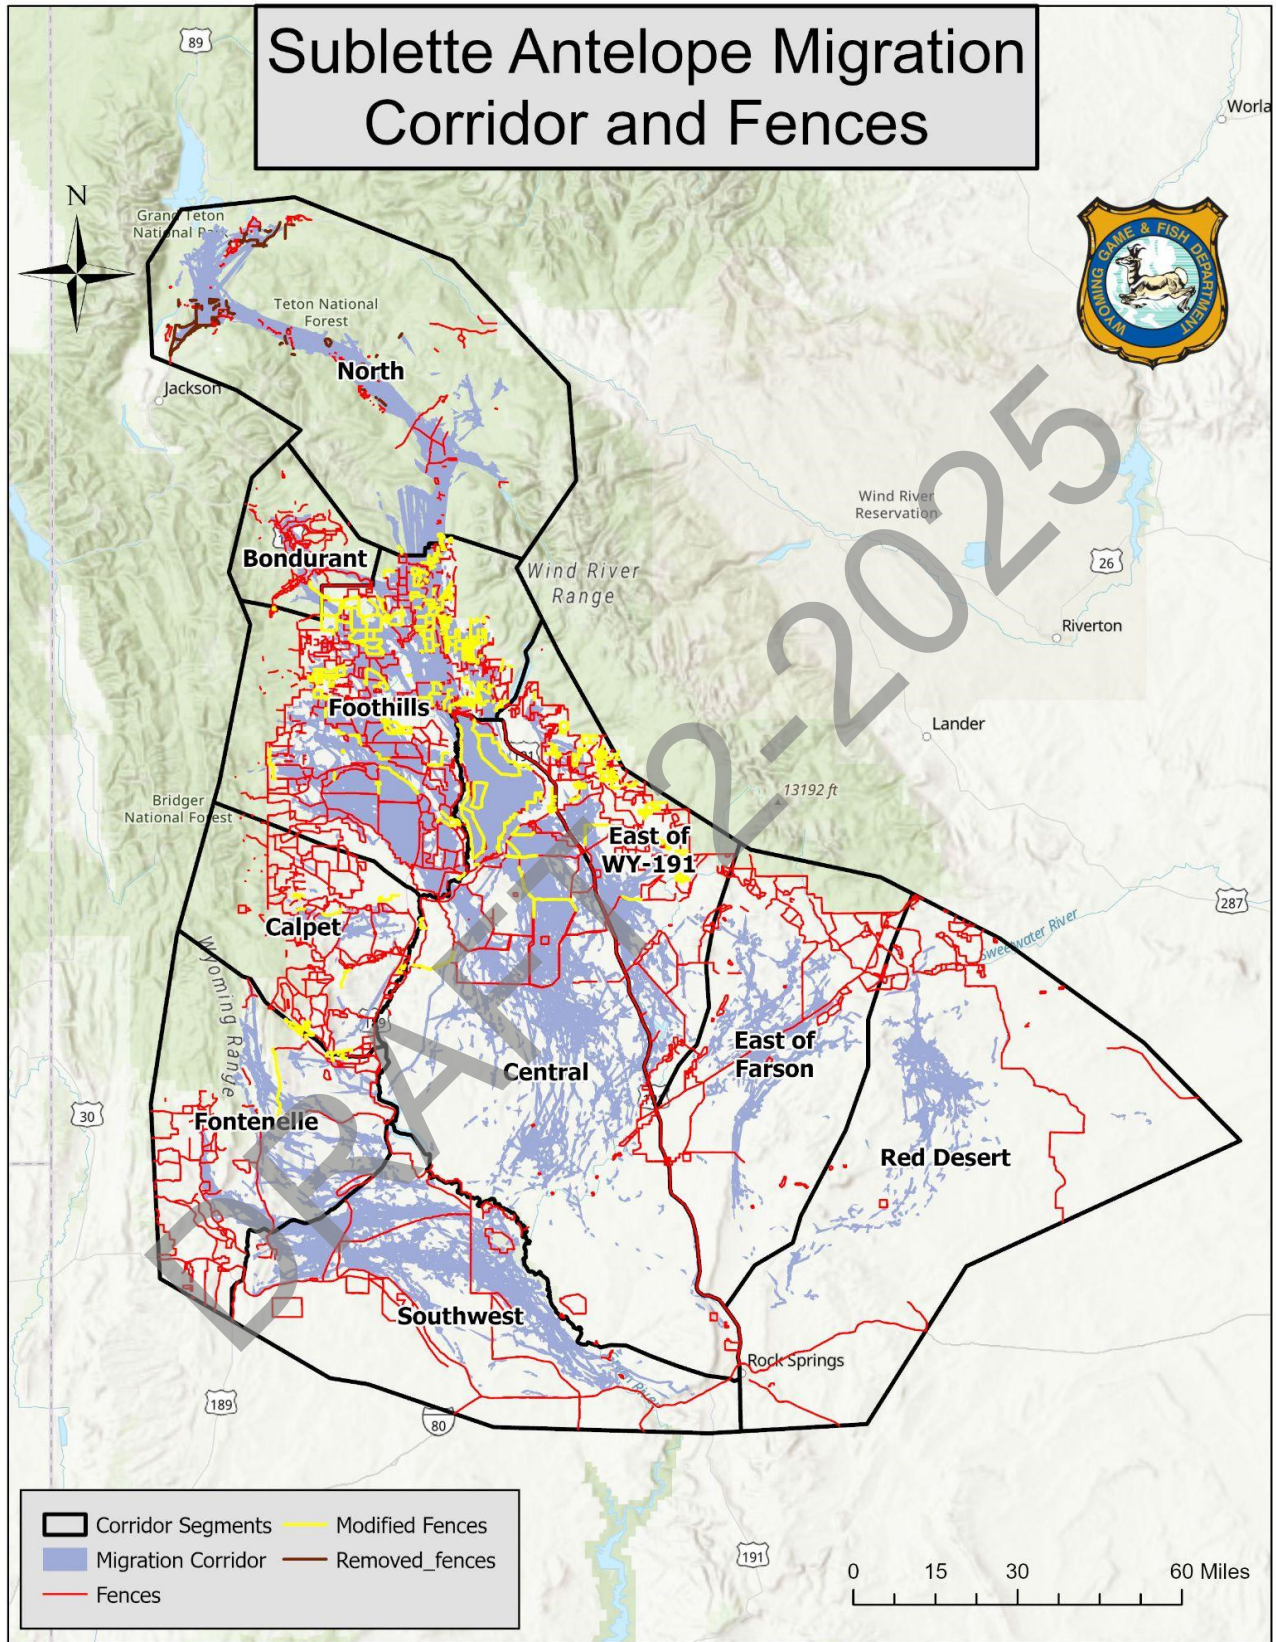 Sublette Antelope Migration
Corridor and Fences
89
Worla
N
Grand Teton
National Park
WYOMING GAME & FISH DEPARTMENT
Teton National
Forest
North
Jackson
Wind River
Reservation
Bondurant
26
Wind River
Range
Riverton
Foothills
Lander
191
13192 ft
Bridger
National Forest
East of
WY-191
287
Calpet
Sweetwater River
Wyoming Range
189
East of
Farson
Central
30
Fontenelle
Red Desert
Southwest
Rock Springs
River
189
80
DRAFT 2-2025
Corridor Segments
Modified Fences
Migration Corridor
Removed_fences
Fences
191
0 15 30 60 Miles